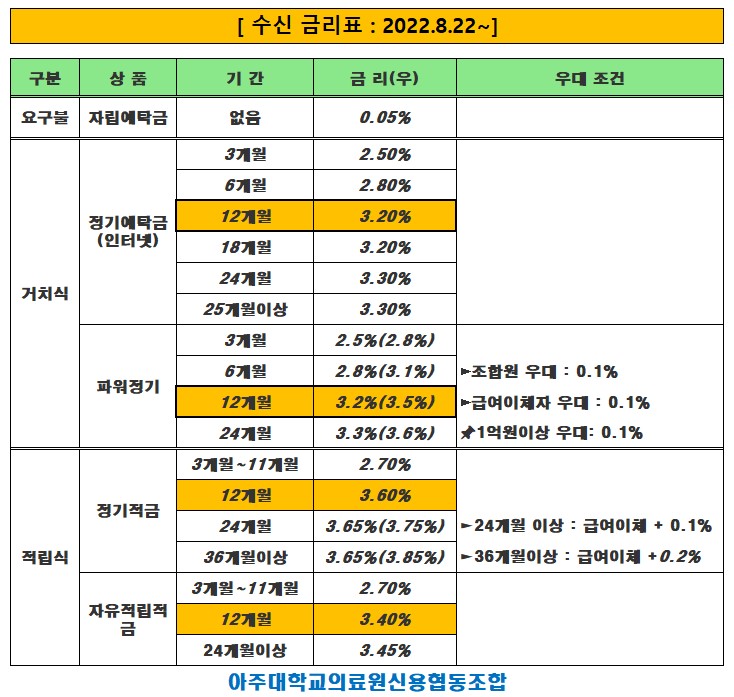 [ 수신 금리표 : 2022.8.22~]
구분 상 품 기 간 금 리(우) 우대 조건
요구불 자립예탁금 없음 0.05%
거치식
정기예탁금
(인터넷)
3개월 2.50%
6개월 2.80%
12개월 3.20%
18개월 3.20%
24개월 3.30%
25개월이상 3.30%
파워정기
3개월 2.5%(2.8%)
6개월 2.8%(3.1%) ➤조합원 우대 : 0.1%
12개월 3.2%(3.5%) ➤급여이체자 우대 : 0.1%
24개월 3.3%(3.6%) 📌1억원이상 우대: 0.1%
적립식
정기적금
3개월~11개월 2.70%
12개월 3.60%
24개월 3.65%(3.75%) ➤24개월 이상 : 급여이체 + 0.1%
36개월이상 3.65%(3.85%) ➤36개월이상 : 급여이체 +0.2%
자유적립적
금
3개월~11개월 2.70%
12개월 3.40%
24개월이상 3.45%
아주대학교의료원신용협동조합